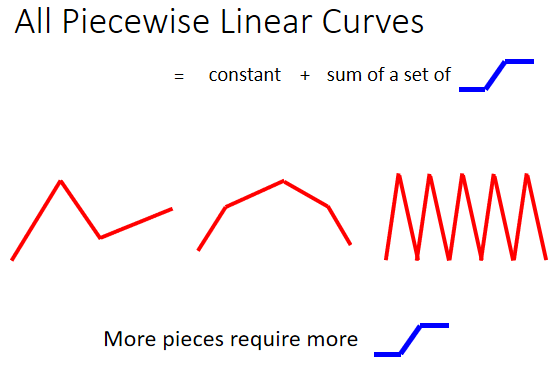 All Piecewise Linear Curves
= constant + sum of a set of
More pieces require more